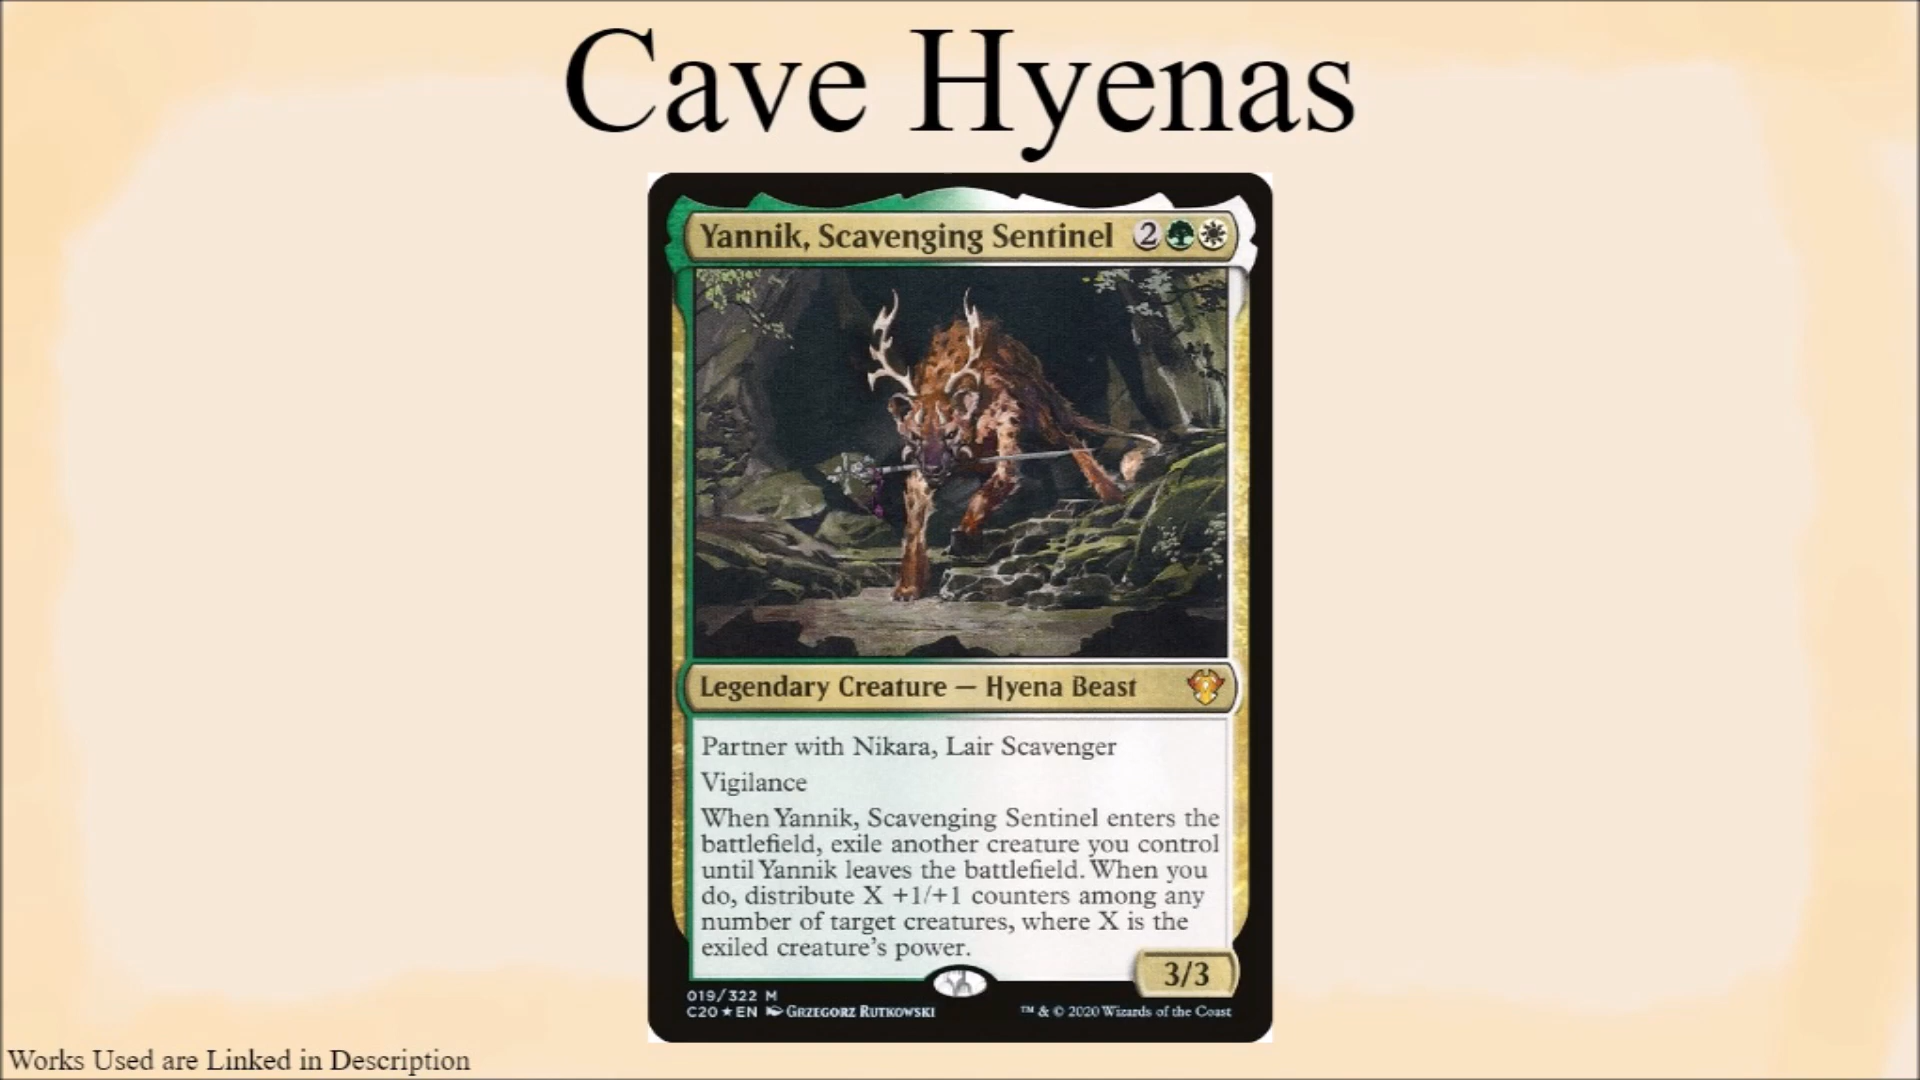 Cave Hyenas
Yannik, Scavenging Sentinel 2
Legendary Creature — Hyena Beast
Partner with Nikara, Lair Scavenger
Vigilance
When Yannik, Scavenging Sentinel enters the
battlefield, exile another creature you control
until Yannik leaves the battlefield. When you
do, distribute X +1/+1 counters among any
number of target creatures, where X is the
exiled creature's power.
3/3
019/322 M
C20 ★ EN Grzegorz Rutkowski
™ & © 2020 Wizards of the Coast
Works Used are Linked in Description